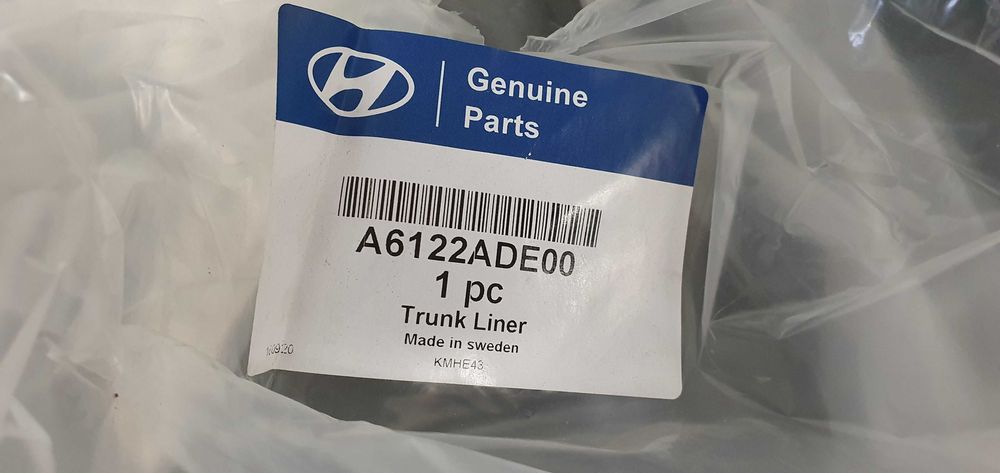 Genuine
Parts
A6122ADE00
1 pc
Trunk Liner
Made in sweden
KMHE43